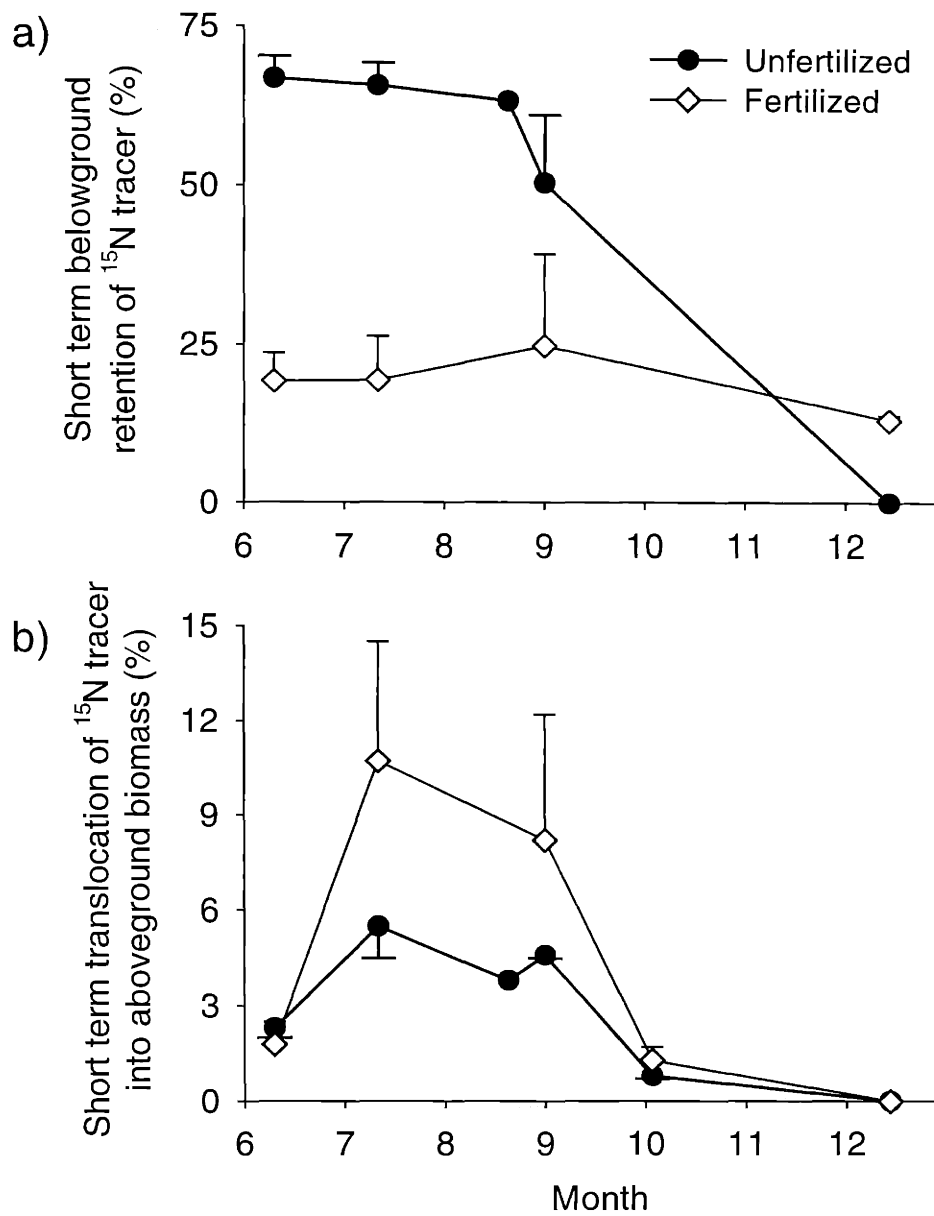 a)
Short term belowground
retention of ¹⁵N tracer (%)
75
50
25
0
Unfertilized
Fertilized
6 7 8 9 10 11 12
b)
Short term translocation of ¹⁵N tracer
into aboveground biomass (%)
15
12
9
6
3
0
6 7 8 9 10 11 12
Month